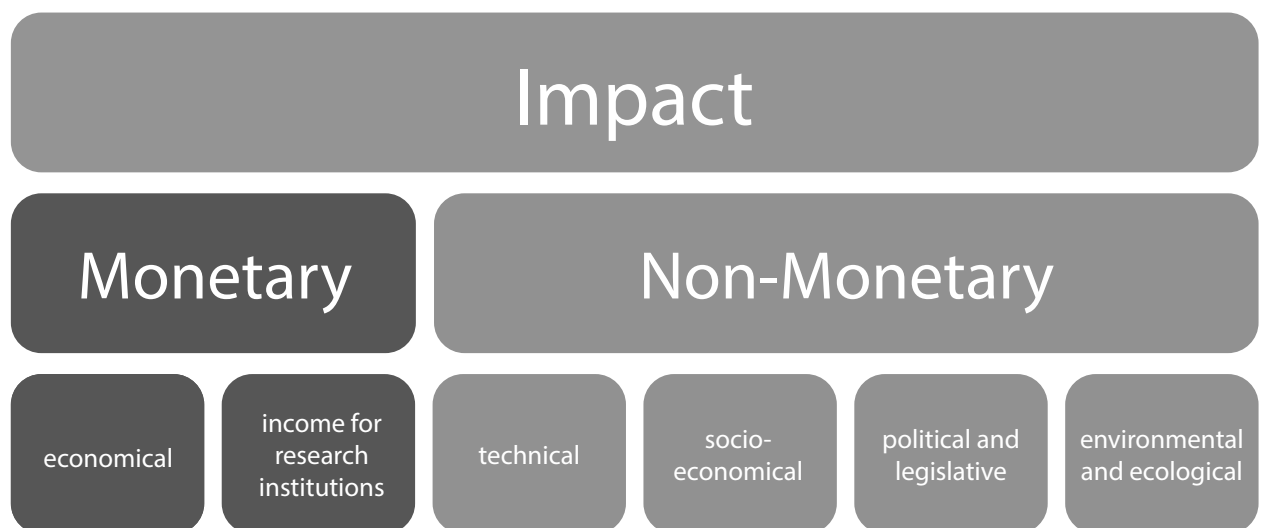 Impact
Monetary
Non-Monetary
economical
income for
research
institutions
technical
socio-
economical
political and
legislative
environmental
and ecological